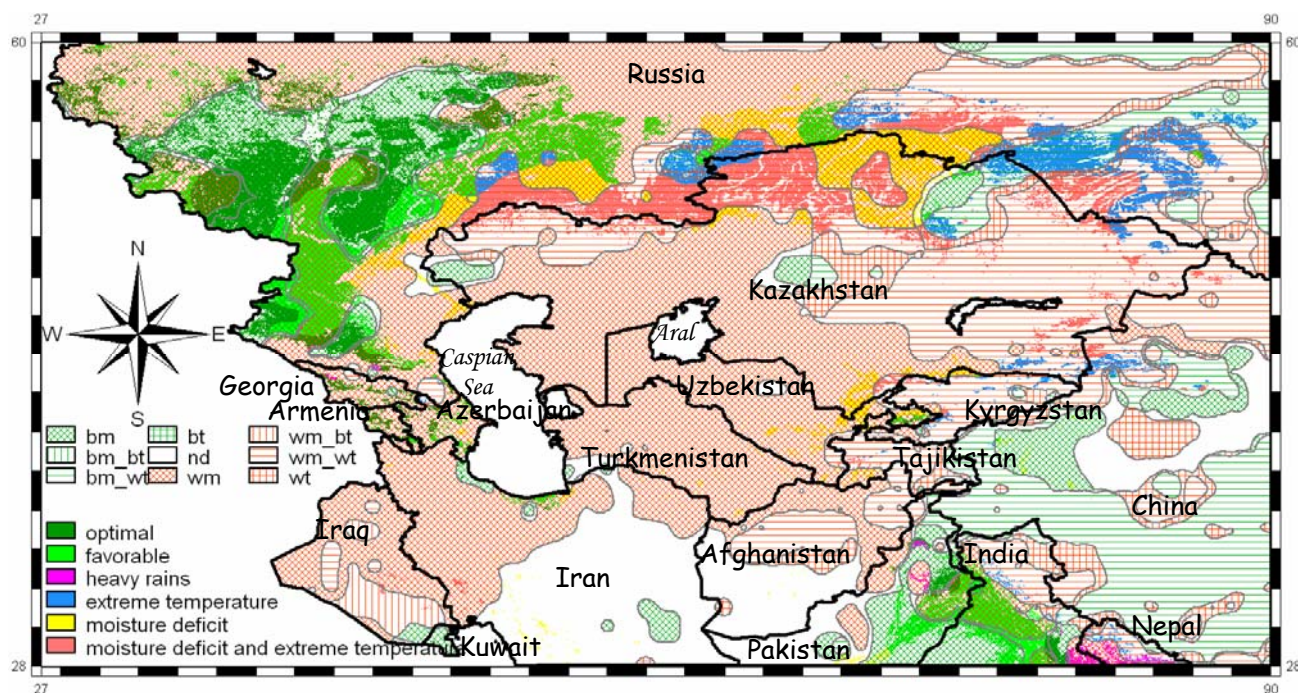 27
90
60
60
Russia
N
W
E
S
Kazakhstan
Aral
Caspian
Sea
Uzbekistan
Georgia
Armenia
Azerbaijan
Kyrgyzstan
bm
bt
wm_bt
bm_bt
nd
wm_wt
bm_wt
wm
wt
Turkmenistan
Tajikistan
China
Iraq
optimal
favorable
heavy rains
extreme temperature
moisture deficit
moisture deficit and extreme temperature
Iran
Afghanistan
India
Nepal
Kuwait
Pakistan
28
28
27
90